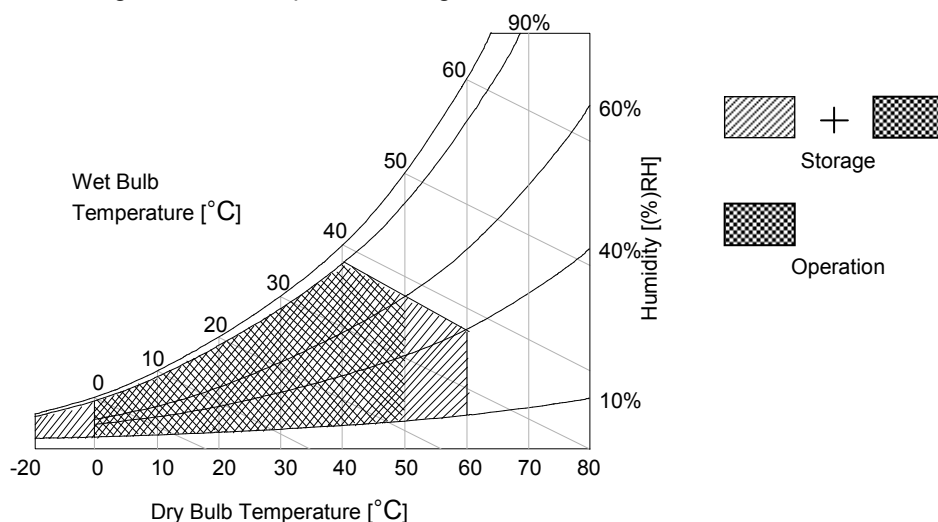 90%
60
60%
50
Wet Bulb
Temperature [°C]
40
40%
30
20
10
0
10%
Humidity [(%)RH]
-20 0 10 20 30 40 50 60 70 80
Dry Bulb Temperature [°C]
+
Storage
Operation